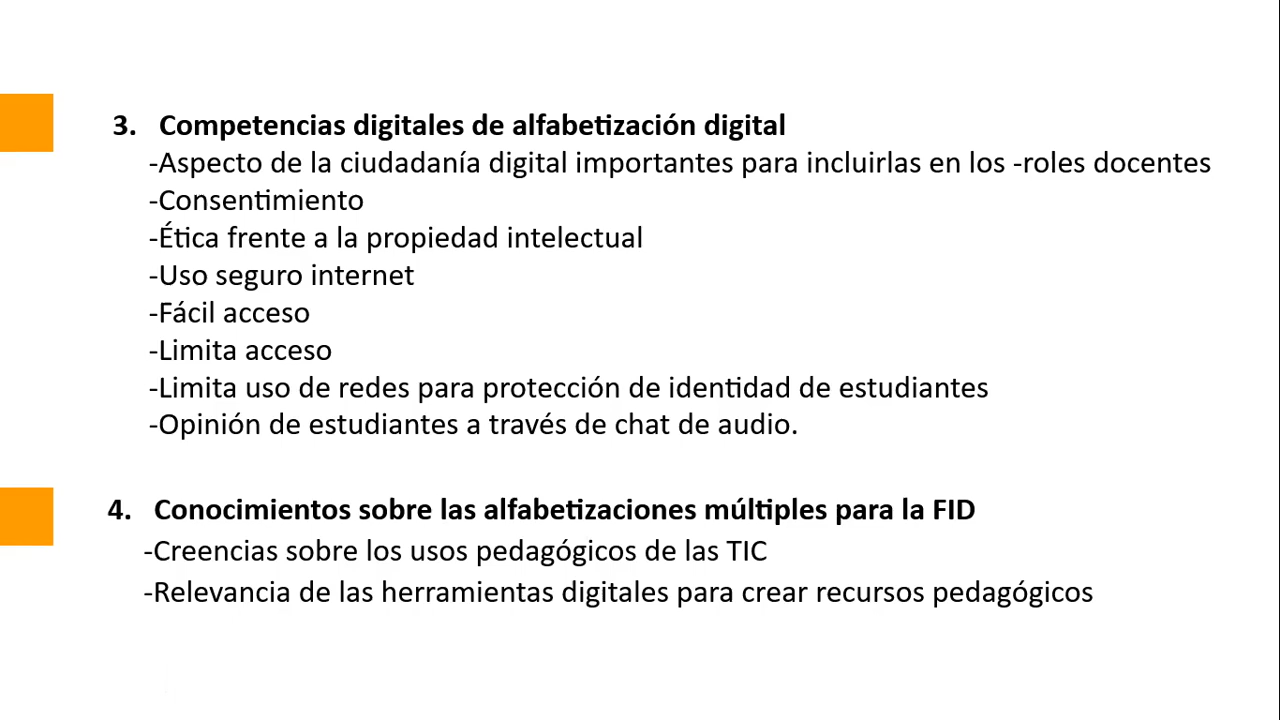 3. Competencias digitales de alfabetización digital
-Aspecto de la ciudadanía digital importantes para incluirlas en los -roles docentes
-Consentimiento
-Ética frente a la propiedad intelectual
-Uso seguro internet
-Fácil acceso
-Limita acceso
-Limita uso de redes para protección de identidad de estudiantes
-Opinión de estudiantes a través de chat de audio.
4. Conocimientos sobre las alfabetizaciones múltiples para la FID
-Creencias sobre los usos pedagógicos de las TIC
-Relevancia de las herramientas digitales para crear recursos pedagógicos